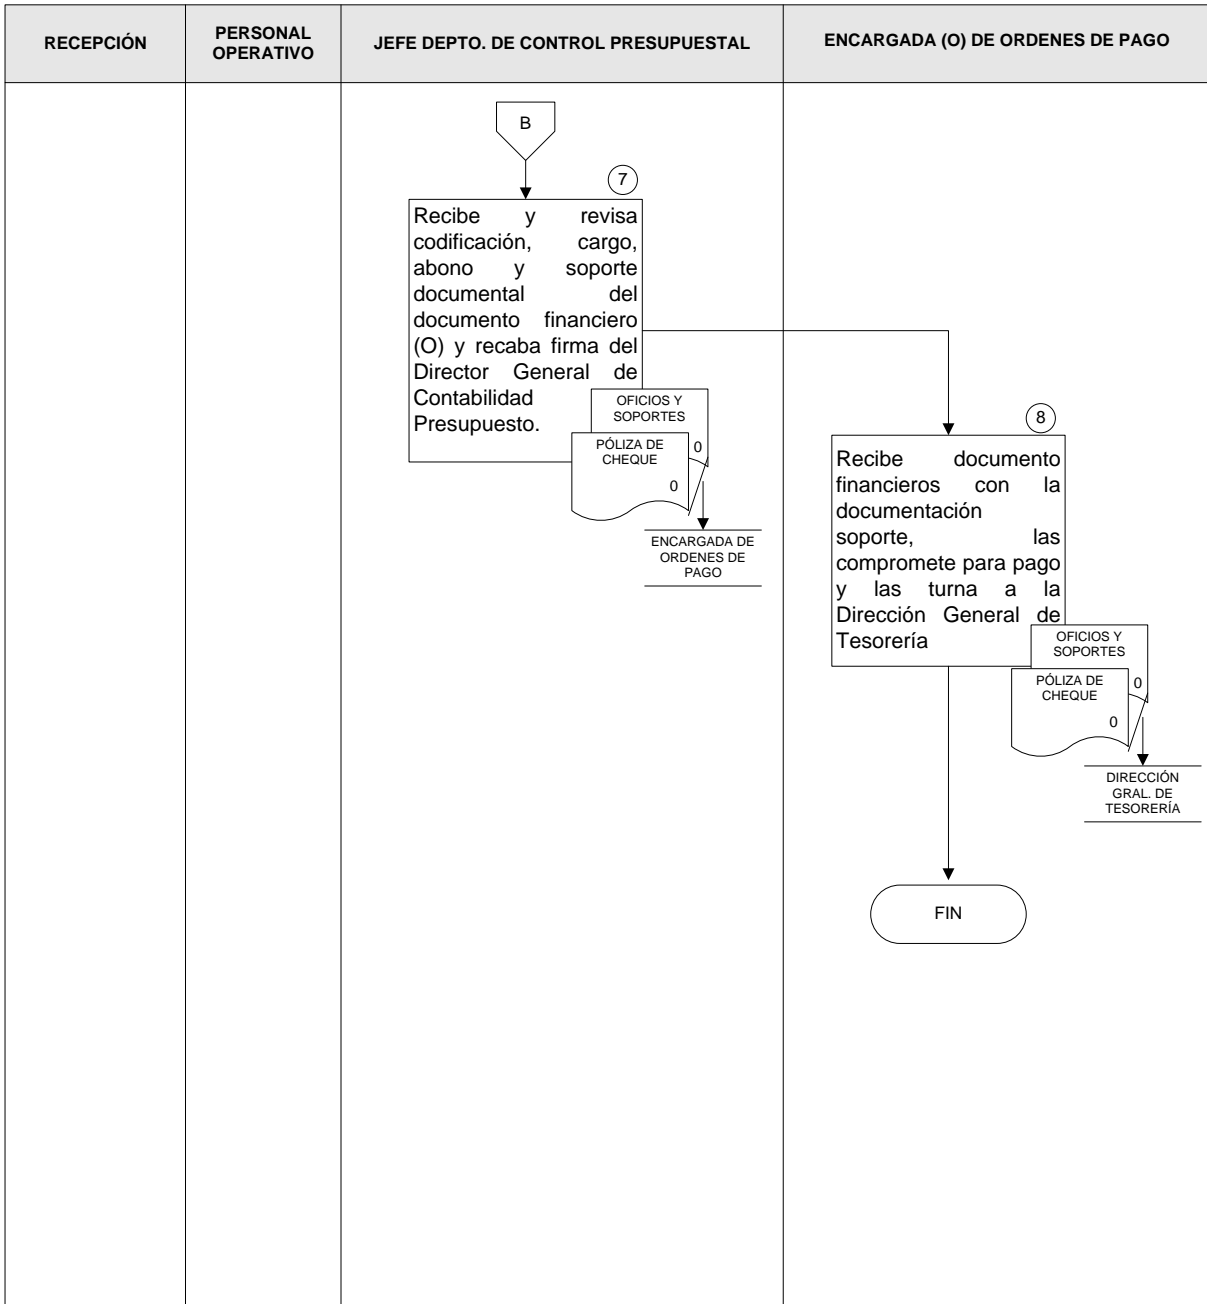 RECEPCIÓN
PERSONAL
OPERATIVO
JEFE DEPTO. DE CONTROL PRESUPUESTAL
ENCARGADA (O) DE ORDENES DE PAGO
B
7
Recibe y revisa
codificación, cargo,
abono y soporte
documental del
documento financiero
(O) y recaba firma del
Director General de
Contabilidad
Presupuesto.
OFICIOS Y
SOPORTES
0
PÓLIZA DE
CHEQUE
0
ENCARGADA DE
ORDENES DE
PAGO
8
Recibe documento
financieros con la
documentación
soporte, las
compromete para pago
y las turna a la
Dirección General de
Tesorería
OFICIOS Y
SOPORTES
0
PÓLIZA DE
CHEQUE
0
DIRECCIÓN
GRAL. DE
TESORERÍA
FIN